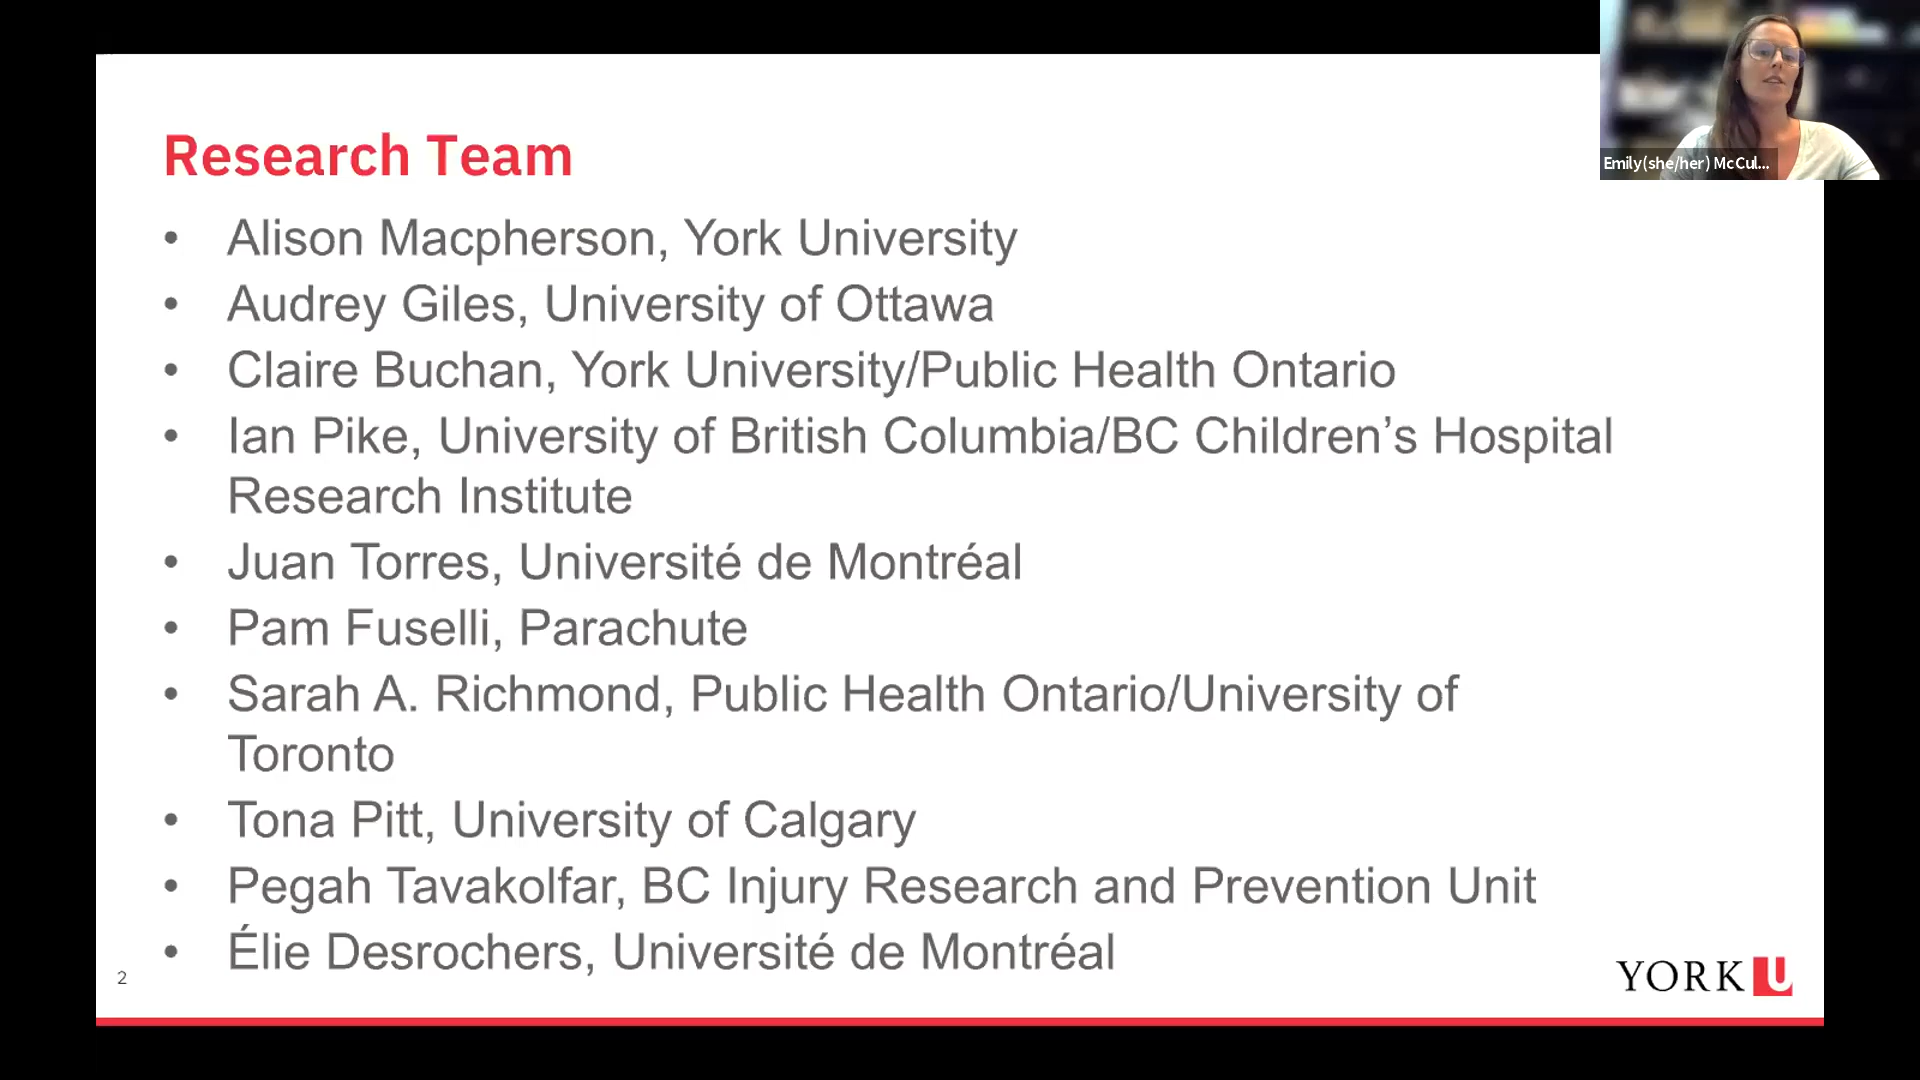 Research Team
• Alison Macpherson, York University
• Audrey Giles, University of Ottawa
• Claire Buchan, York University/Public Health Ontario
• Ian Pike, University of British Columbia/BC Children’s Hospital
Research Institute
• Juan Torres, Université de Montréal
• Pam Fuselli, Parachute
• Sarah A. Richmond, Public Health Ontario/University of
Toronto
• Tona Pitt, University of Calgary
• Pegah Tavakolfar, BC Injury Research and Prevention Unit
• Élie Desrochers, Université de Montréal
2
YORK U
Emily(she/her) McCul...